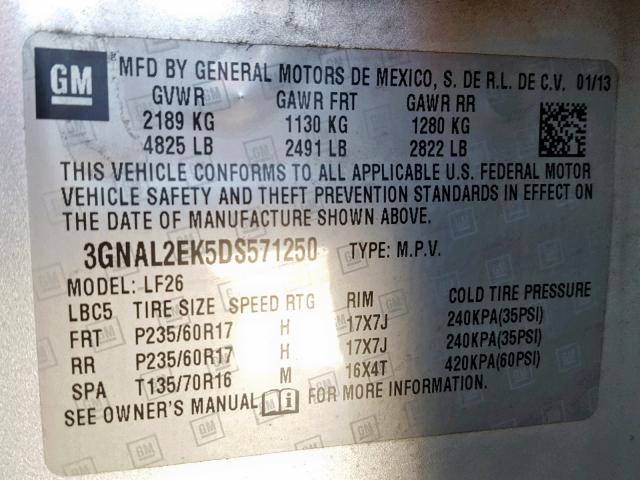 GM MFD BY GENERAL MOTORS DE MEXICO, S. DE R.L. DE C.V. 01/13
GVWR GAWR FRT GAWR RR
2189 KG 1130 KG 1280 KG
4825 LB 2491 LB 2822 LB
THIS VEHICLE CONFORMS TO ALL APPLICABLE U.S. FEDERAL MOTOR
VEHICLE SAFETY AND THEFT PREVENTION STANDARDS IN EFFECT ON
THE DATE OF MANUFACTURE SHOWN ABOVE.
3GNAL2EK5DS571250 TYPE: M.P.V.
MODEL: LF26
LBC5 TIRE SIZE SPEED RTG RIM COLD TIRE PRESSURE
FRT P235/60R17 H 17X7J 240KPA(35PSI)
RR P235/60R17 H 17X7J 240KPA(35PSI)
SPA T135/70R16 M 16X4T 420KPA(60PSI)
SEE OWNER'S MANUAL FOR MORE INFORMATION.